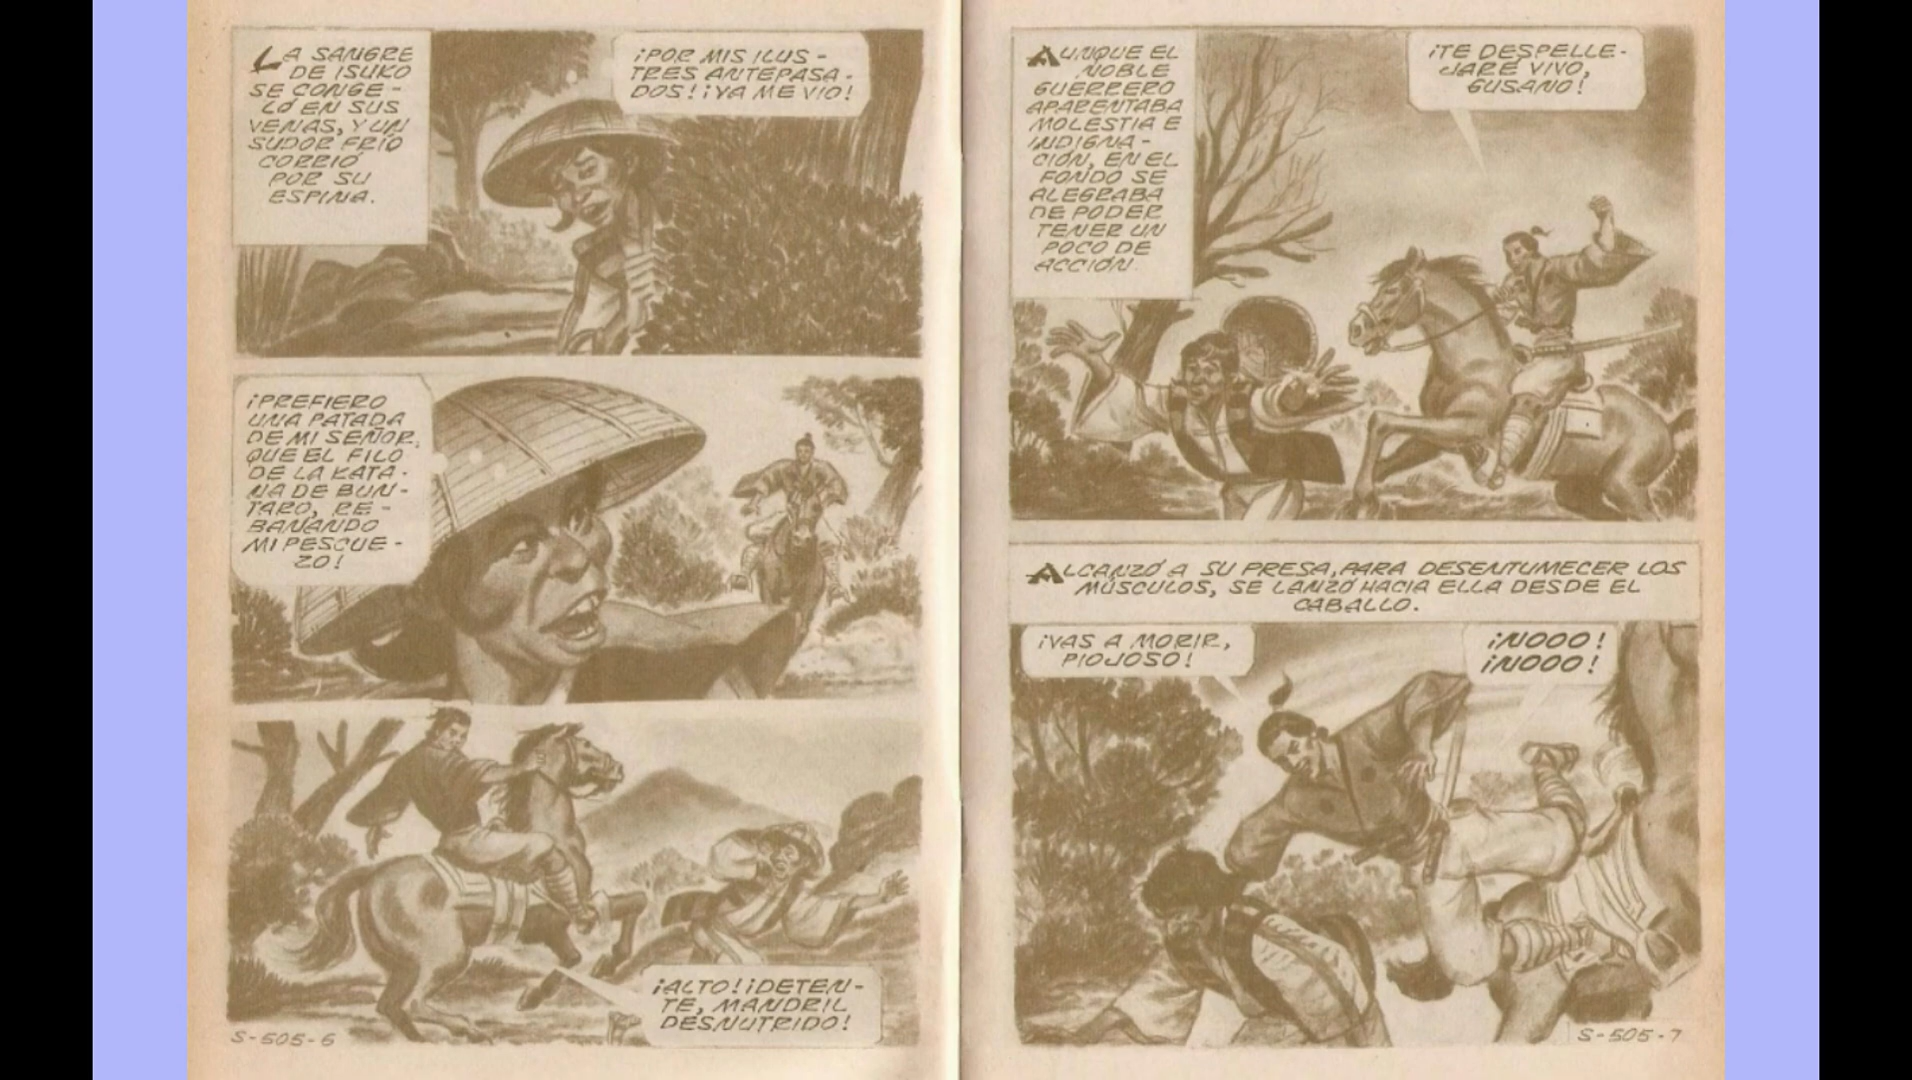 LA SANGRE
DE ISUKO
SE CONGE-
LÓ EN SUS
VENAS, Y UN
SUDOR FRÍO
CORRIÓ
POR SU
ESPINA.
¡POR MIS ILUS-
TRES ANTEPASA-
DOS! ¡YA ME VIO!
¡PREFIERO
UNA PATADA
DE MI SEÑOR,
QUE EL FILO
DE LA KATA-
NA DE BUN-
TARO, RE-
BANANDO
MI PESCUE-
ZO!
¡ALTO! ¡DETEN-
TE, MANDRIL
DESNUTRIDO!
S-505-6
AUNQUE EL
NOBLE
GUERRERO
APARENTABA
MOLESTIA E
INDIGNA-
CIÓN, EN EL
FONDO SE
ALEGRABA
DE PODER
TENER UN
POCO DE
ACCIÓN.
¡TE DESPELLE-
JARÉ VIVO,
GUSANO!
ALCANZÓ A SU PRESA, PARA DESENTUMECER LOS
MÚSCULOS, SE LANZÓ HACIA ELLA DESDE EL
CABALLO.
¡VAS A MORIR,
PIOJOSO!
¡NOOO!
¡NOOO!
S-505-7